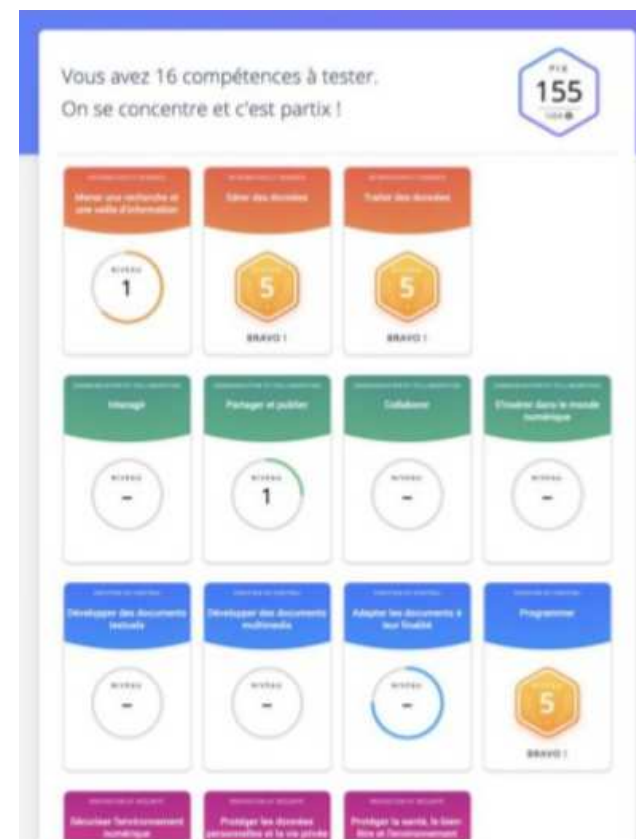 Vous avez 16 compétences à tester.
On se concentre et c'est partix !
PIX
155
Mener une recherche et
une veille d'information
NIVEAU
1
Gérer des données
5
BRAVO !
Traiter des données
5
BRAVO !
Interagir
NIVEAU
-
Partager et publier
NIVEAU
1
Collaborer
NIVEAU
-
S'insérer dans le monde
numérique
NIVEAU
-
Développer des documents
textuels
NIVEAU
-
Développer des documents
multimedia
NIVEAU
-
Adapter les documents à
leur finalité
NIVEAU
-
Programmer
5
BRAVO !
Sécuriser l'environnement
numérique
Protéger les données
personnelles et la vie privée
Protéger la santé, le bien-
être et l'environnement